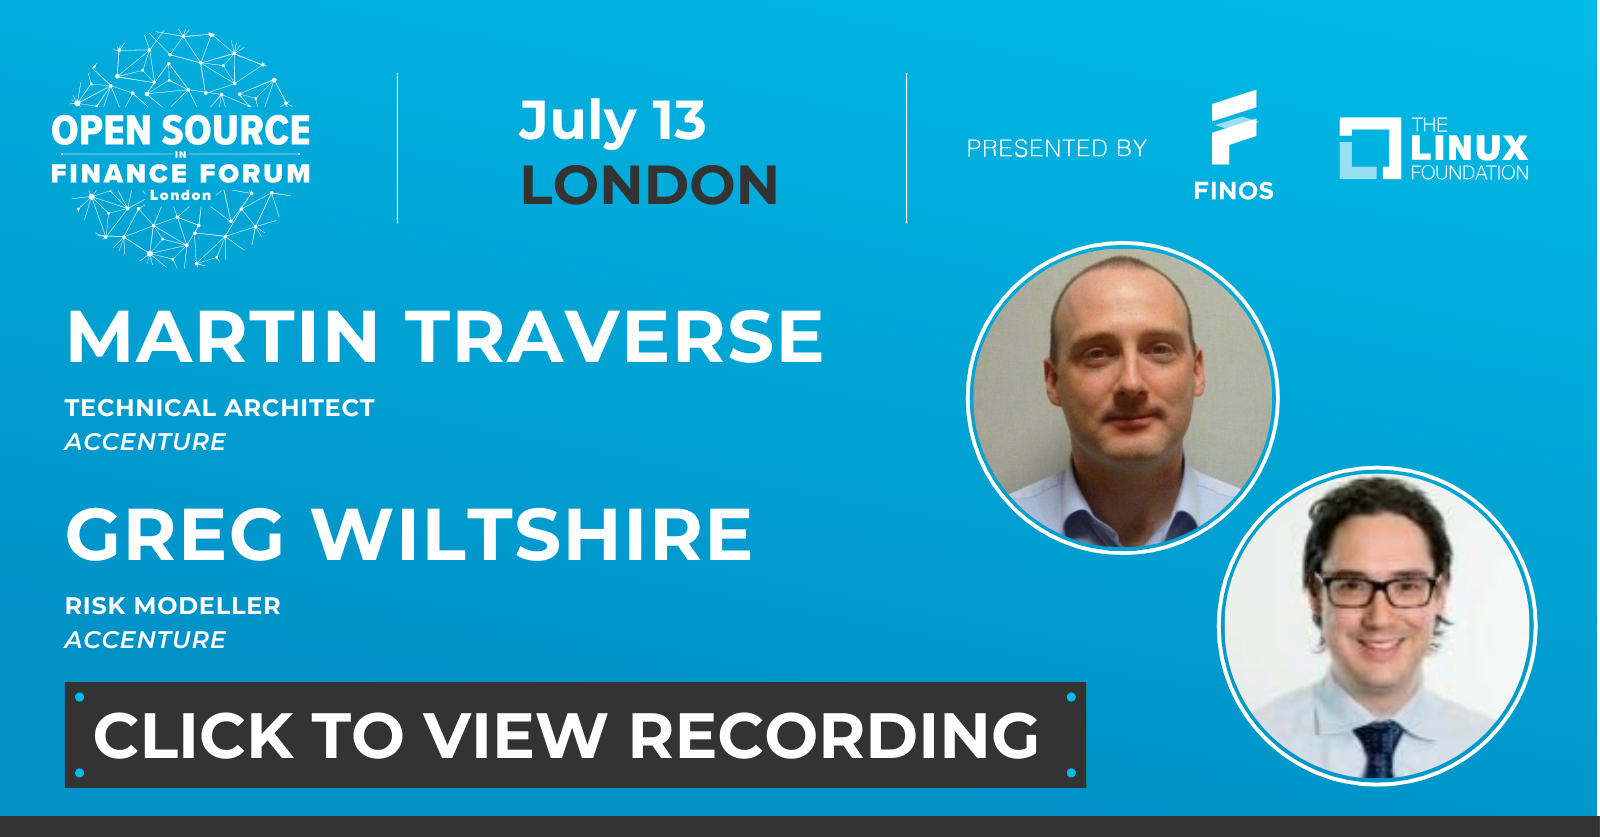 OPEN SOURCE
IN
FINANCE FORUM
London
July 13
LONDON
PRESENTED BY
FINOS
THE
LINUX
FOUNDATION
MARTIN TRAVERSE
TECHNICAL ARCHITECT
ACCENTURE
GREG WILTSHIRE
RISK MODELLER
ACCENTURE
CLICK TO VIEW RECORDING